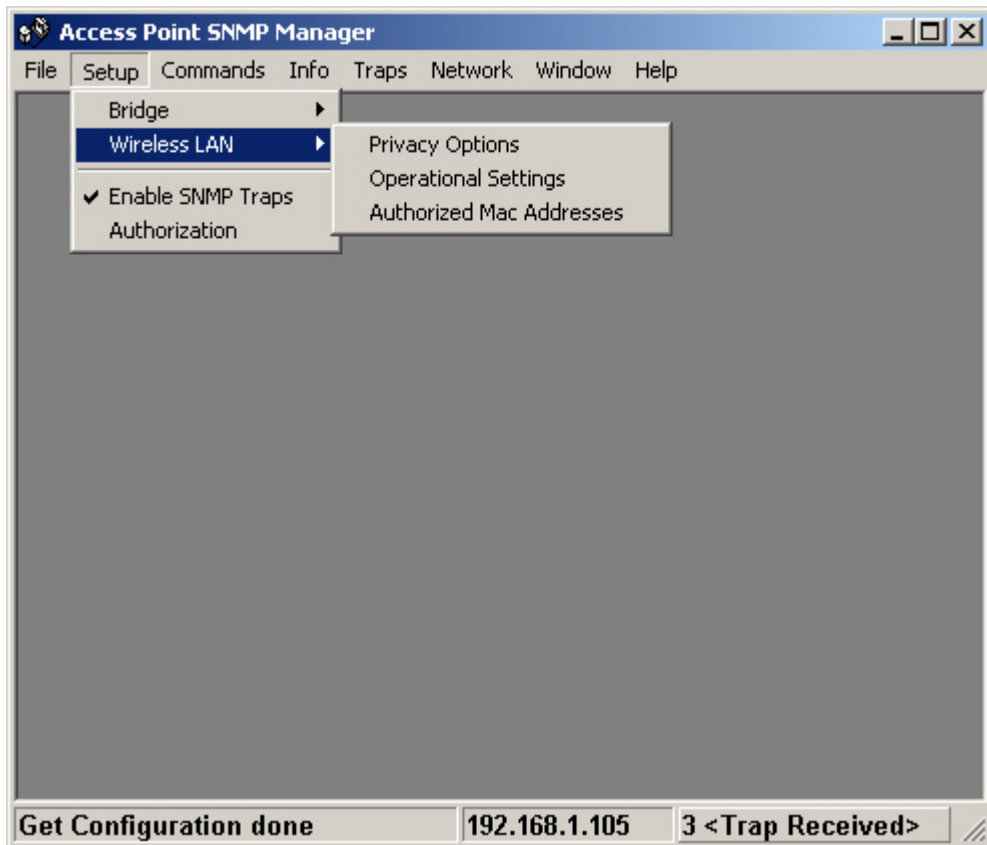 Access Point SNMP Manager
File Setup Commands Info Traps Network Window Help
Bridge
Wireless LAN
Privacy Options
Operational Settings
Authorized Mac Addresses
Enable SNMP Traps
Authorization
Get Configuration done 192.168.1.105 3 <Trap Received>